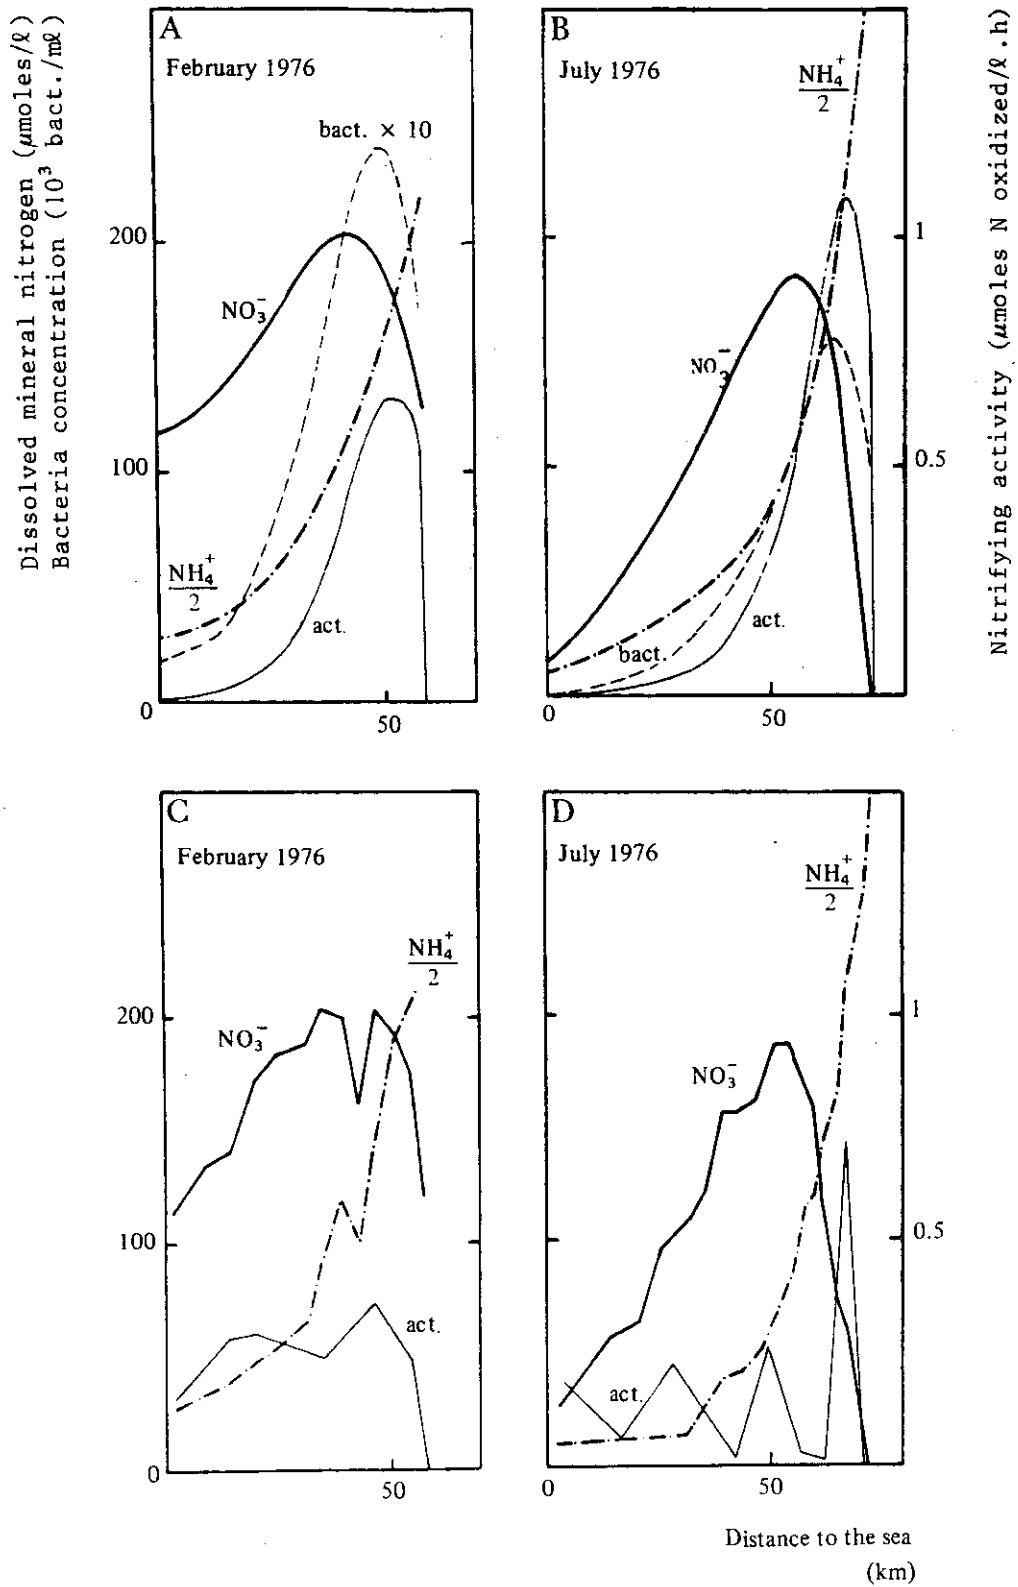 Dissolved mineral nitrogen (μmoles/ℓ)
Bacteria concentration (10³ bact./mℓ)
A
February 1976
bact. × 10
NO₃⁻
NH₄⁺
2
act.
200
100
0
50
B
July 1976
NH₄⁺
2
NO₃⁻
bact.
act.
1
0.5
0
50
Nitrifying activity (μmoles N oxidized/ℓ.h)
C
February 1976
NH₄⁺
2
NO₃⁻
act.
200
100
0
50
D
July 1976
NH₄⁺
2
NO₃⁻
act.
1
0.5
0
50
Distance to the sea
(km)